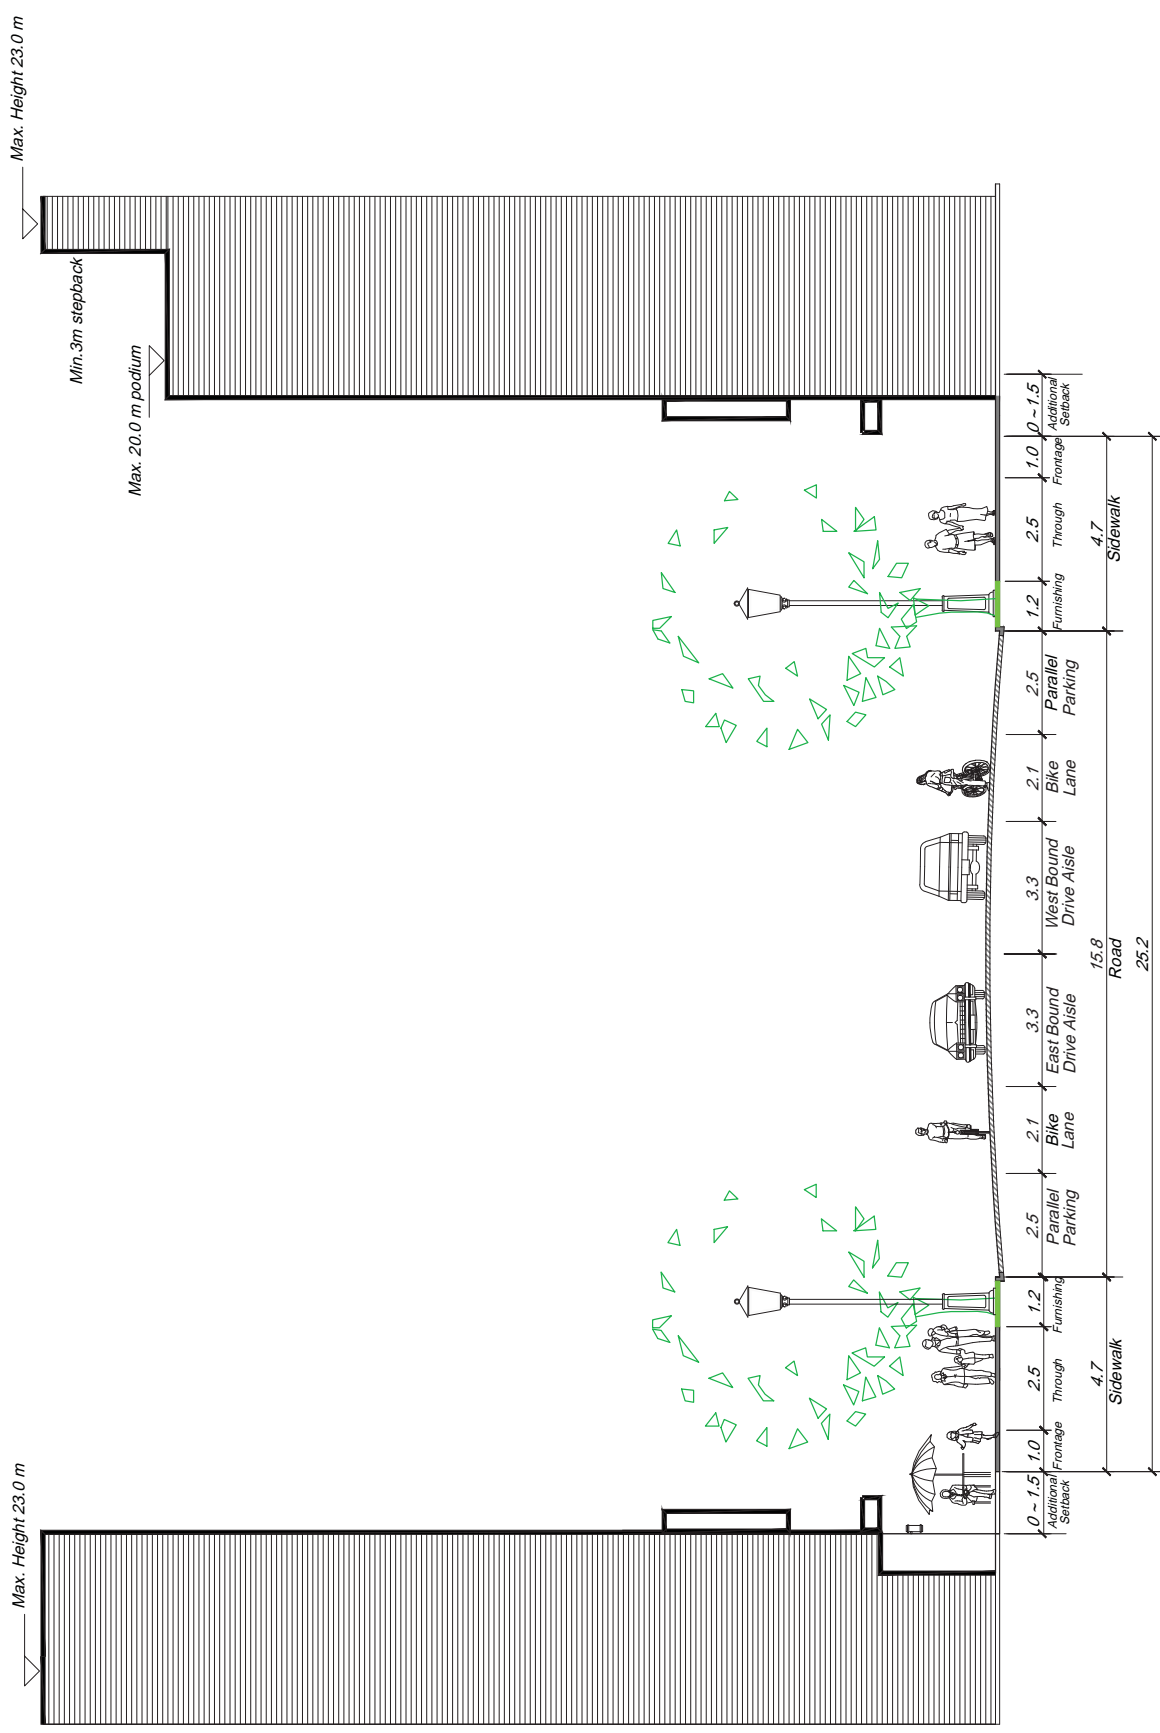 Max. Height 23.0 m
Max. Height 23.0 m
Min.3m stepback
Max. 20.0 m podium
0 ~ 1.5
1.0
2.5
1.2
2.5
2.1
3.3
3.3
2.1
2.5
1.2
2.5
1.0
0 ~ 1.5
Additional
Setback
Frontage
Through
Furnishing
Parallel
Parking
Bike
Lane
East Bound
Drive Aisle
West Bound
Drive Aisle
Bike
Lane
Parallel
Parking
Furnishing
Through
Frontage
Additional
Setback
4.7
Sidewalk
15.8
Road
4.7
Sidewalk
25.2